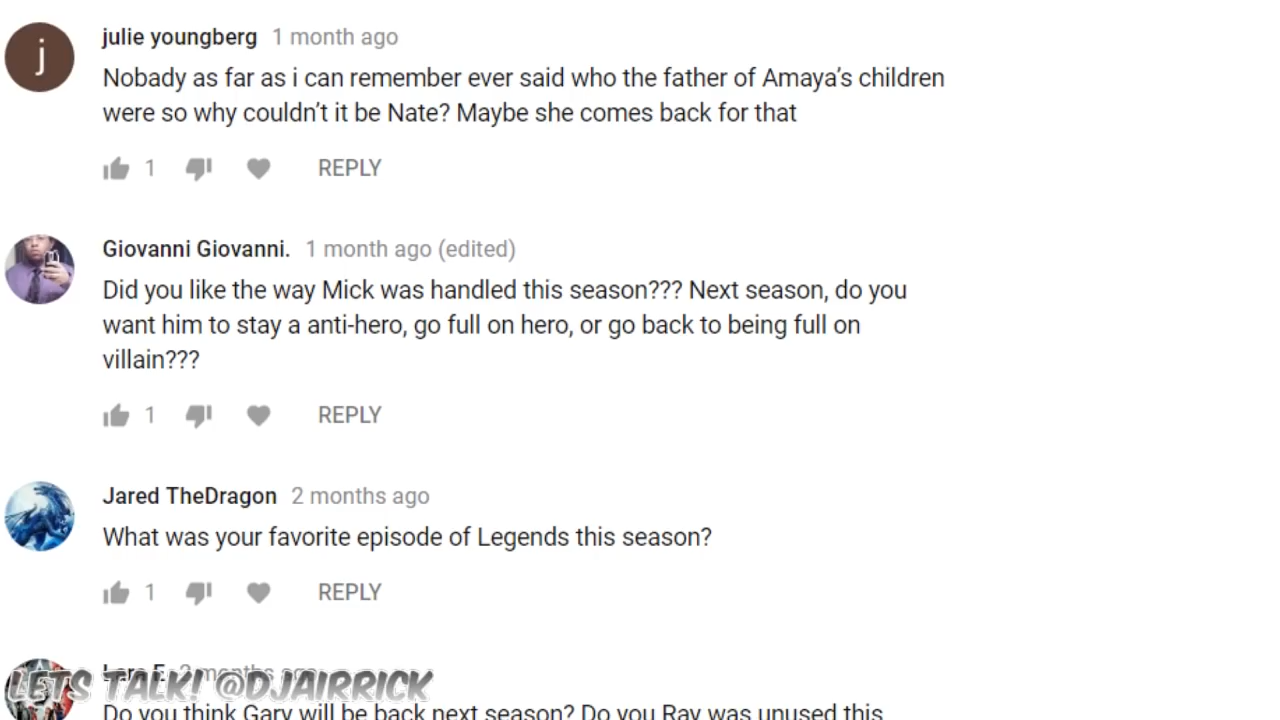 j
julie youngberg 1 month ago
Nobady as far as i can remember ever said who the father of Amaya's children
were so why couldn't it be Nate? Maybe she comes back for that
1 REPLY
Giovanni Giovanni. 1 month ago (edited)
Did you like the way Mick was handled this season??? Next season, do you
want him to stay a anti-hero, go full on hero, or go back to being full on
villain???
1 REPLY
Jared TheDragon 2 months ago
What was your favorite episode of Legends this season?
1 REPLY
months ago
LETS TALK! @DJAIRRICK
Do you think Gary will be back next season? Do you Ray was unused this